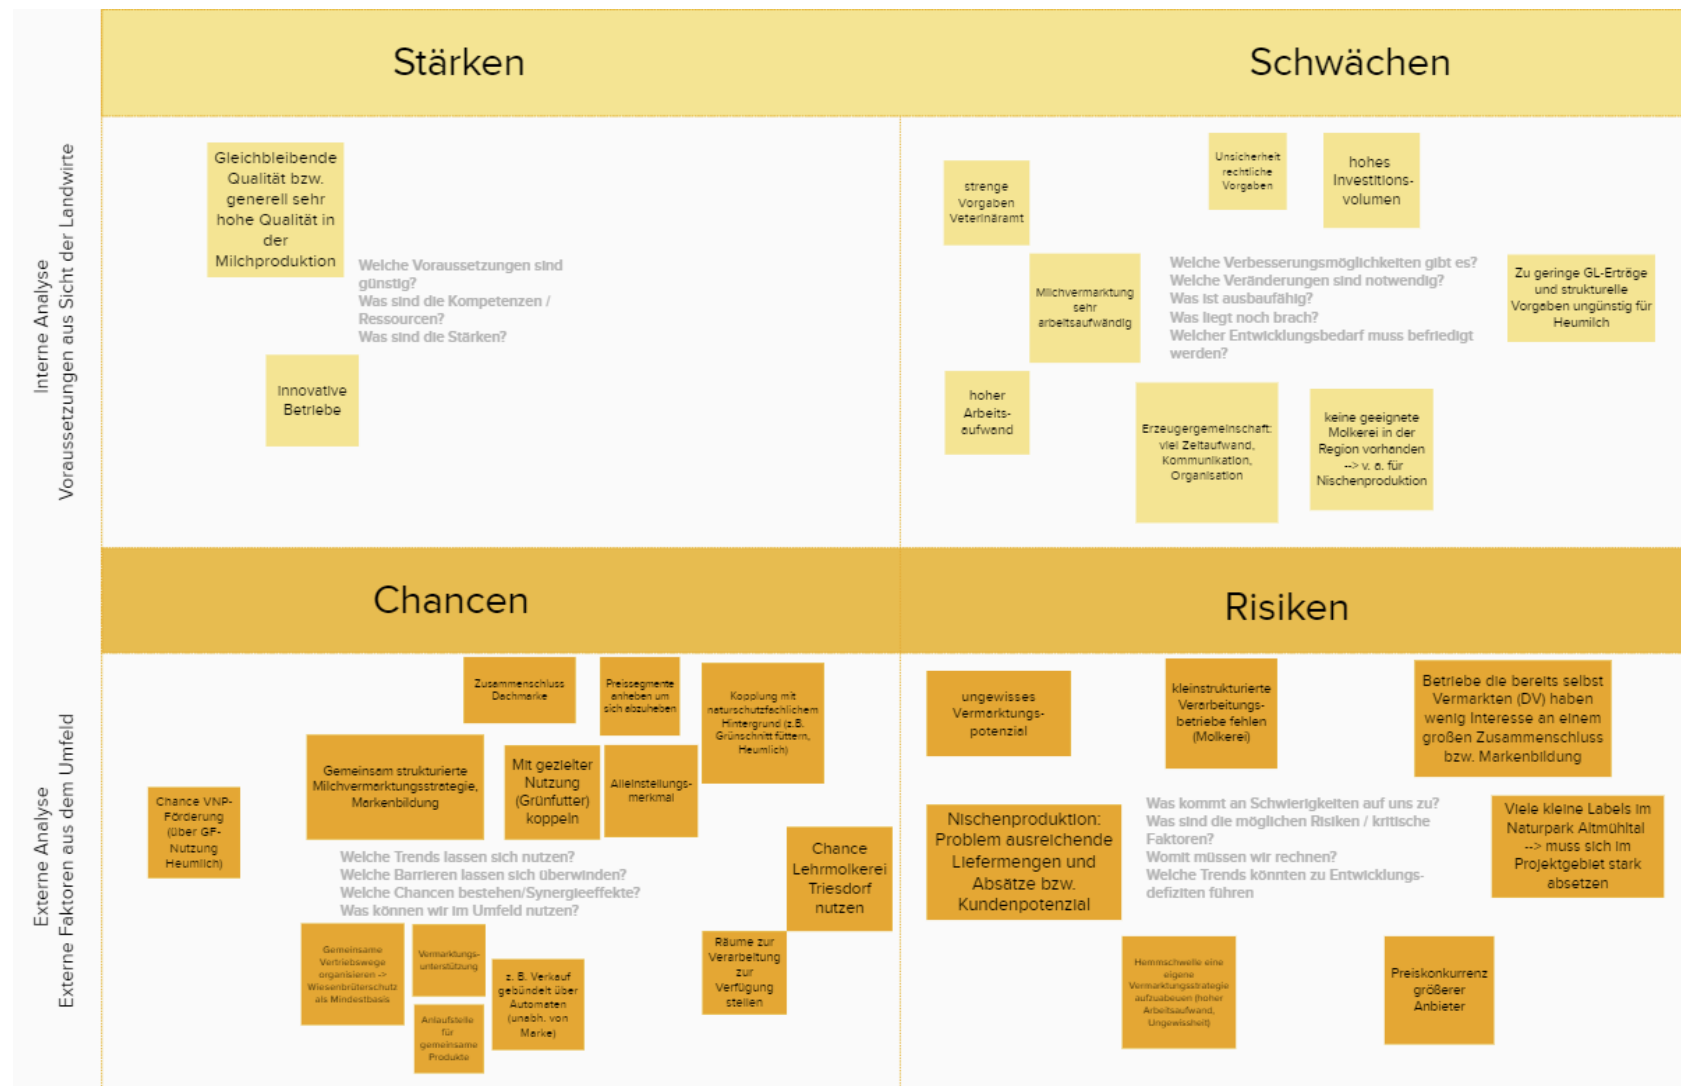 Stärken
Schwächen
Interne Analyse
Voraussetzungen aus Sicht der Landwirte
Gleichbleibende
Qualität bzw.
generell sehr
hohe Qualität in
der
Milchproduktion
Welche Voraussetzungen sind
günstig?
Was sind die Kompetenzen /
Ressourcen?
Was sind die Stärken?
Innovative
Betriebe
strenge
Vorgaben
Veterinäramt
Unsicherheit
rechtliche
Vorgaben
hohes
Investitions-
volumen
Milchvermarktung
sehr
arbeitsaufwändig
Welche Verbesserungsmöglichkeiten gibt es?
Welche Veränderungen sind notwendig?
Was ist ausbaufähig?
Was liegt noch brach?
Welcher Entwicklungsbedarf muss befriedigt
werden?
Zu geringe GL-Erträge
und strukturelle
Vorgaben ungünstig für
Heumilch
hoher
Arbeits-
aufwand
Erzeugergemeinschaft:
viel Zeitaufwand,
Kommunikation,
Organisation
keine geeignete
Molkerei in der
Region vorhanden
--> v. a. für
Nischenproduktion
Chancen
Risiken
Externe Analyse
Externe Faktoren aus dem Umfeld
Zusammenschluss
Dachmarke
Preissegmente
anheben um
sich abzuheben
Kopplung mit
naturschutzfachlichem
Hintergrund (z.B.
Grünschnitt füttern,
Heumlich)
Gemeinsam strukturierte
Milchvermarktungsstrategie,
Markenbildung
Mit gezielter
Nutzung
(Grünfutter)
koppeln
Alleinstellungs-
merkmal
Chance VNP-
Förderung
(über GF-
Nutzung
Heumlich)
Chance
Lehrmolkerei
Triesdorf
nutzen
Welche Trends lassen sich nutzen?
Welche Barrieren lassen sich überwinden?
Welche Chancen bestehen/Synergieeffekte?
Was können wir im Umfeld nutzen?
Gemeinsame
Vertriebswege
organisieren ->
Wiesenbrüterschutz
als Mindestbasis
Vermarktungs-
unterstützung
Anlaufstelle
für
gemeinsame
Produkte
z. B. Verkauf
gebündelt über
Automaten
(unabh. von
Marke)
Räume zur
Verarbeitung
zur
Verfügung
stellen
ungewisses
Vermarktungs-
potenzial
kleinstrukturierte
Verarbeitungs-
betriebe fehlen
(Molkerei)
Betriebe die bereits selbst
Vermarkten (DV) haben
wenig Interesse an einem
großen Zusammenschluss
bzw. Markenbildung
Nischenproduktion:
Problem ausreichende
Liefermengen und
Absätze bzw.
Kundenpotenzial
Was kommt an Schwierigkeiten auf uns zu?
Was sind die möglichen Risiken / kritische
Faktoren?
Womit müssen wir rechnen?
Welche Trends könnten zu Entwicklungs-
defiziten führen
Viele kleine Labels im
Naturpark Altmühltal
--> muss sich im
Projektgebiet stark
absetzen
Hemmschwelle eine
eigene
Vermarktungsstrategie
aufzuabeuen (hoher
Arbeitsaufwand,
Ungewissheit)
Preiskonkurrenz
größerer
Anbieter